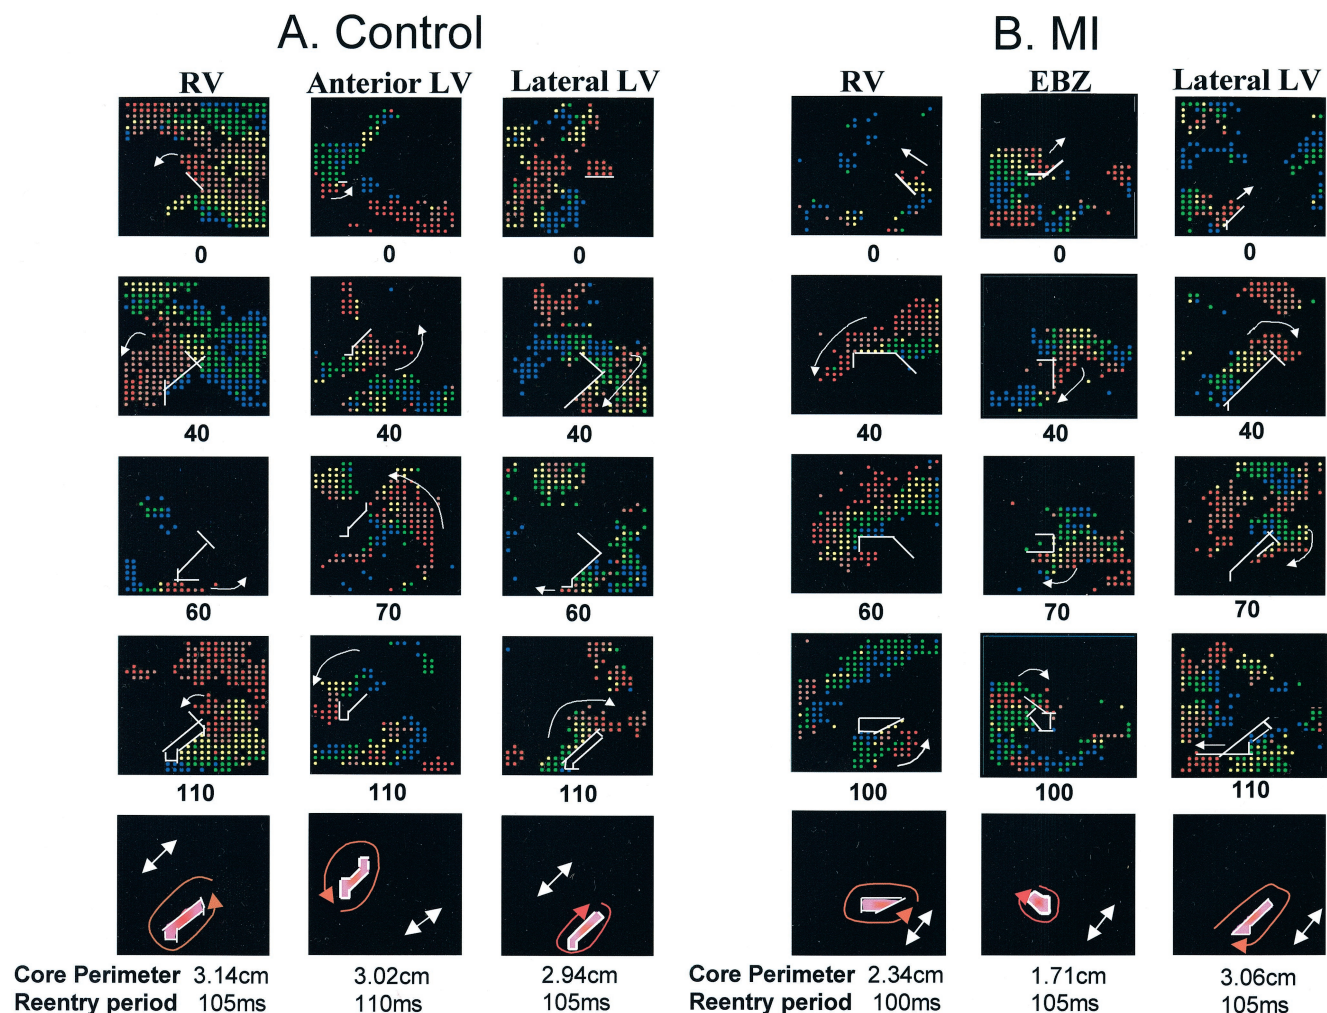 A. Control B. MI
RV Anterior LV Lateral LV RV EBZ Lateral LV
0 0 0 0 0 0
40 40 40 40 40 40
60 70 60 60 70 70
110 110 110 100 100 110
Core Perimeter 3.14cm 3.02cm 2.94cm Core Perimeter 2.34cm 1.71cm 3.06cm
Reentry period 105ms 110ms 105ms Reentry period 100ms 105ms 105ms